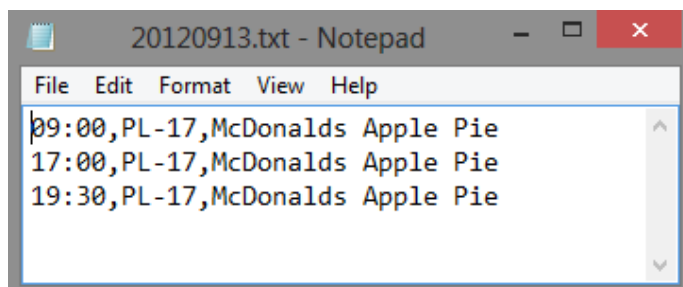 20120913.txt - Notepad
File Edit Format View Help
09:00,PL-17,McDonalds Apple Pie
17:00,PL-17,McDonalds Apple Pie
19:30,PL-17,McDonalds Apple Pie